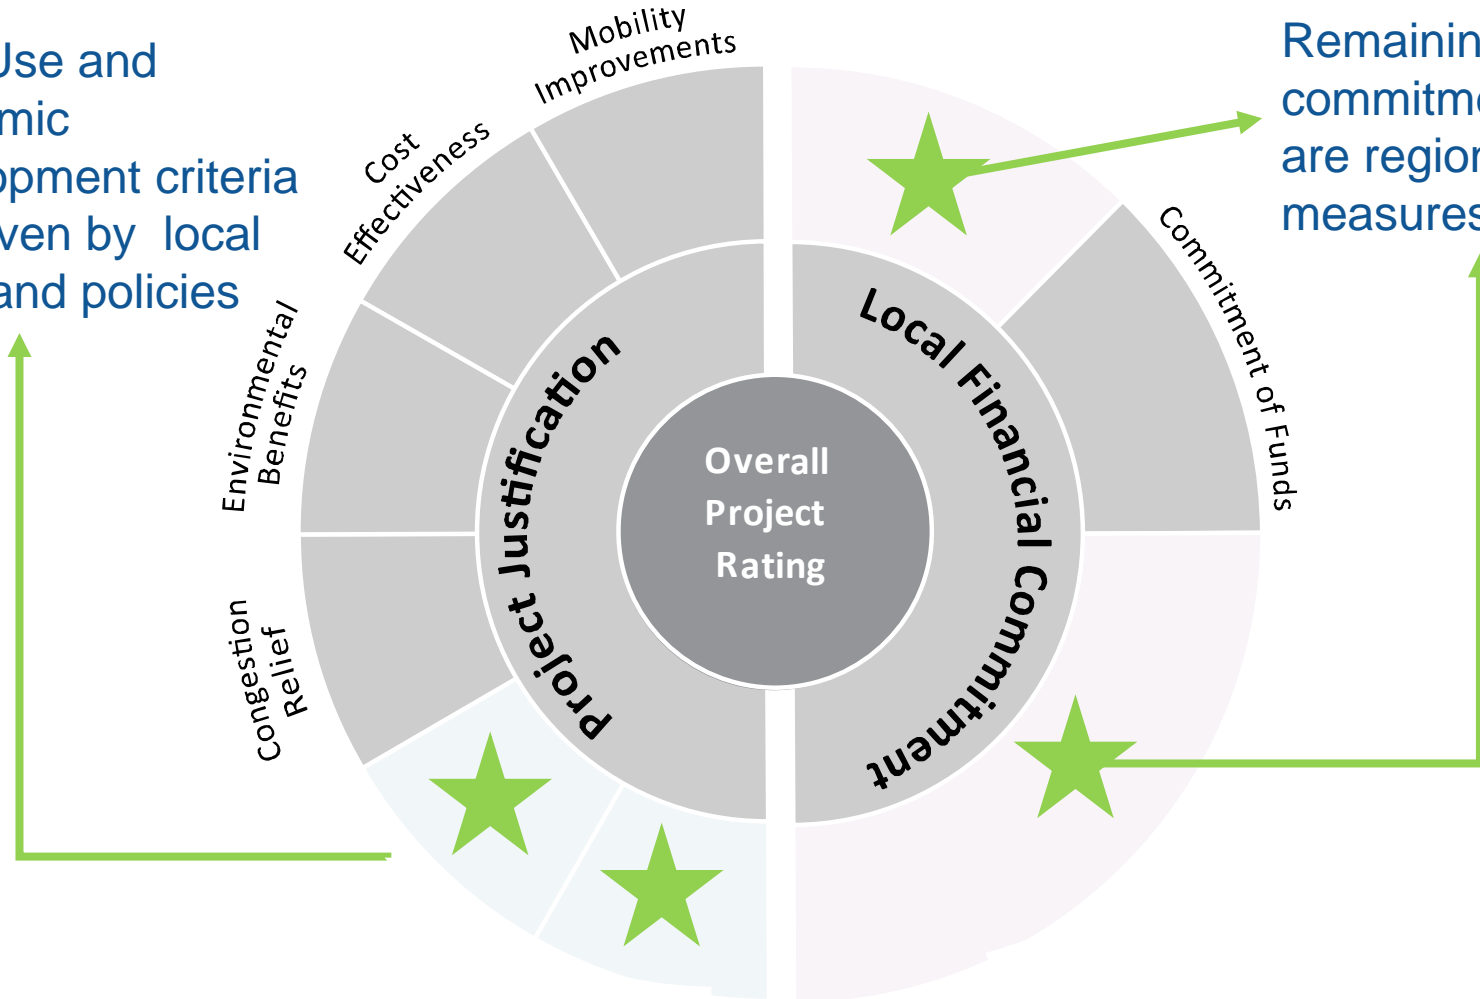 Use and
mic
opment criteria
ven by local
and policies
Mobility
Improvements
Cost
Effectiveness
Environmental
Benefits
Congestion
Relief
Project Justification
Overall
Project
Rating
Local Financial Commitment
Commitment of Funds
Remainin
commitme
are region
measures